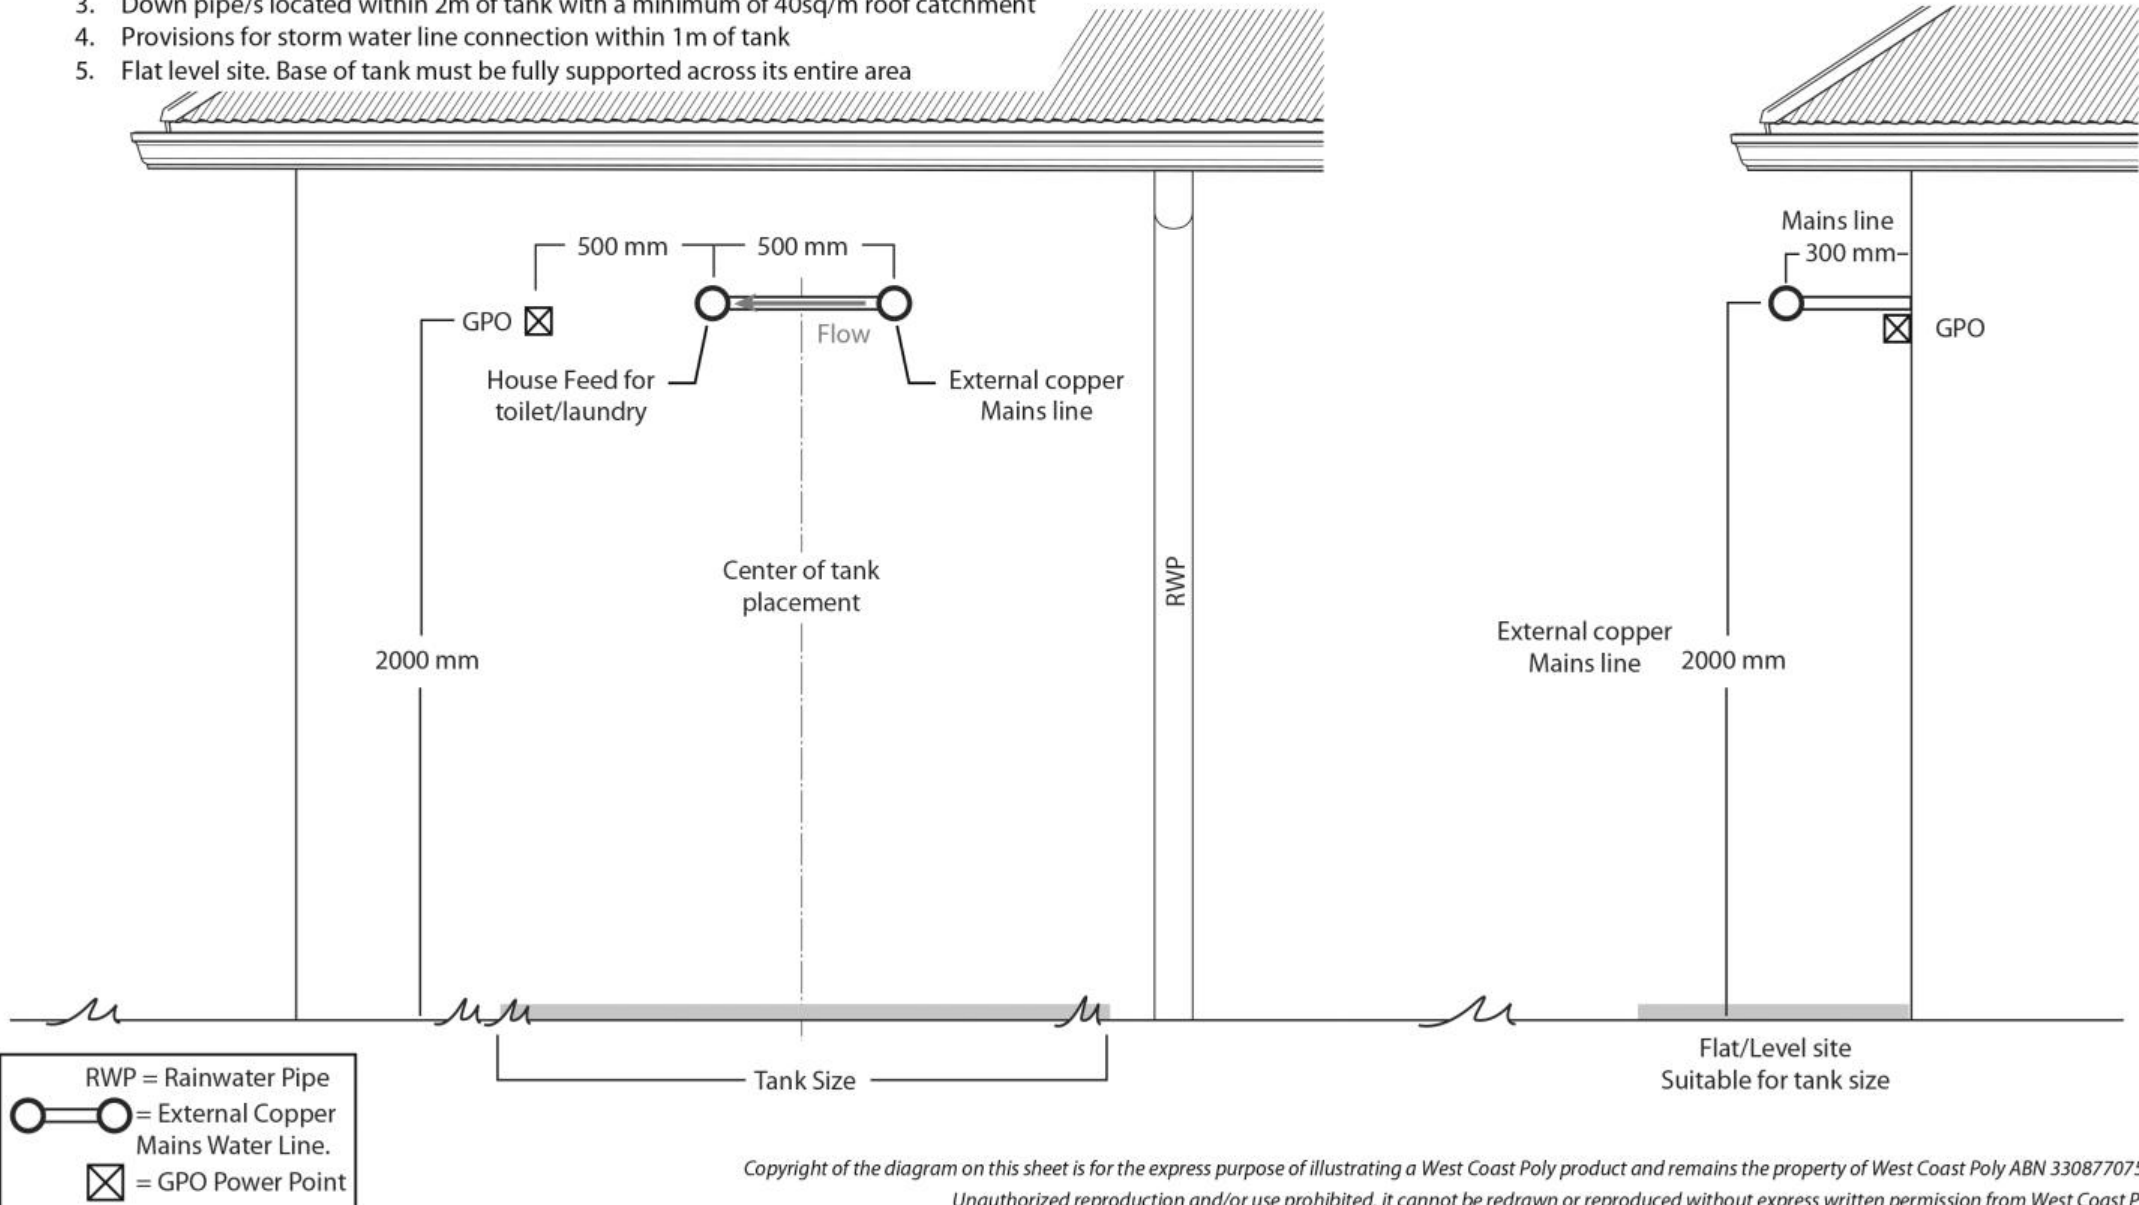 3. Down pipe/s located within 2m of tank with a minimum of 40sq/m roof catchment
4. Provisions for storm water line connection within 1m of tank
5. Flat level site. Base of tank must be fully supported across its entire area
500 mm
500 mm
GPO
Flow
House Feed for
toilet/laundry
External copper
Mains line
Center of tank
placement
2000 mm
RWP
Tank Size
Mains line
300 mm
GPO
External copper
Mains line
2000 mm
Flat/Level site
Suitable for tank size
RWP = Rainwater Pipe
= External Copper
Mains Water Line.
= GPO Power Point
Copyright of the diagram on this sheet is for the express purpose of illustrating a West Coast Poly product and remains the property of West Coast Poly ABN 330877075
Unauthorized reproduction and/or use prohibited, it cannot be redrawn or reproduced without express written permission from West Coast P